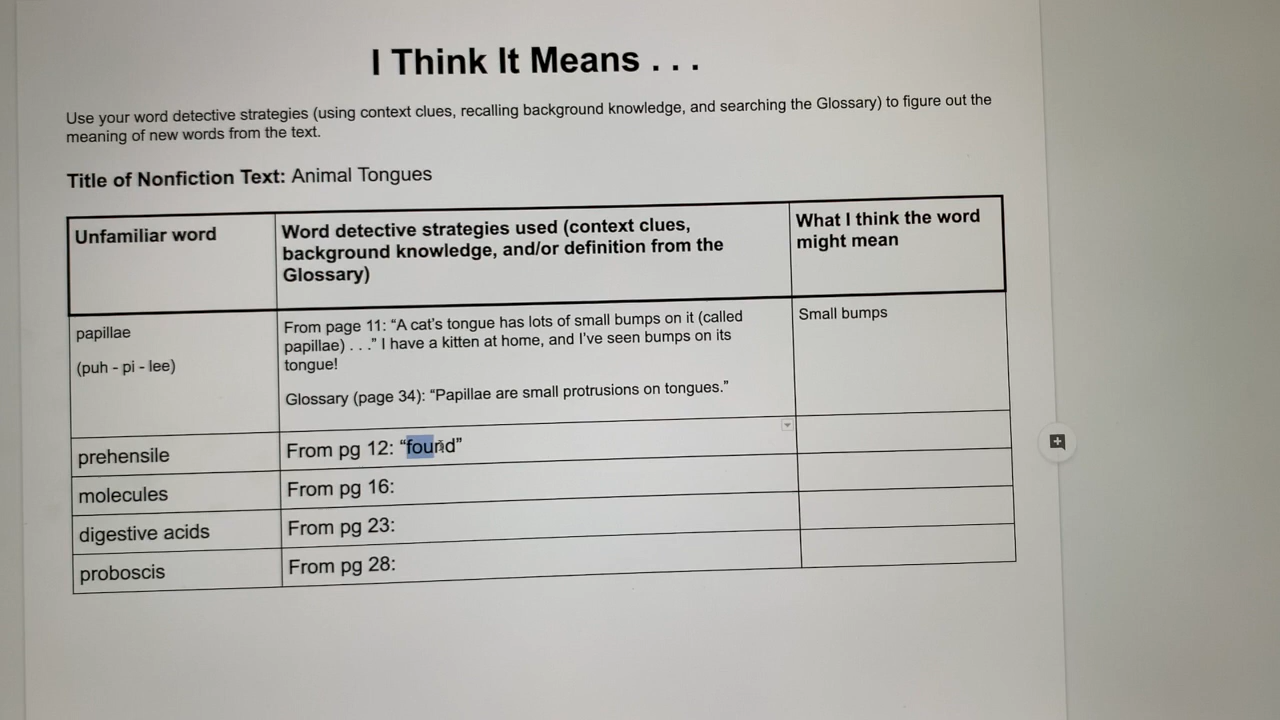 I Think It Means . . .
Use your word detective strategies (using context clues, recalling background knowledge, and searching the Glossary) to figure out the
meaning of new words from the text.
Title of Nonfiction Text: Animal Tongues
Unfamiliar word
Word detective strategies used (context clues,
background knowledge, and/or definition from the
Glossary)
What I think the word
might mean
papillae
(puh - pi - lee)
From page 11: “A cat’s tongue has lots of small bumps on it (called
papillae) . . .” I have a kitten at home, and I've seen bumps on its
tongue!
Glossary (page 34): “Papillae are small protrusions on tongues.”
Small bumps
prehensile
From pg 12: “found”
molecules
From pg 16:
digestive acids
From pg 23:
proboscis
From pg 28: